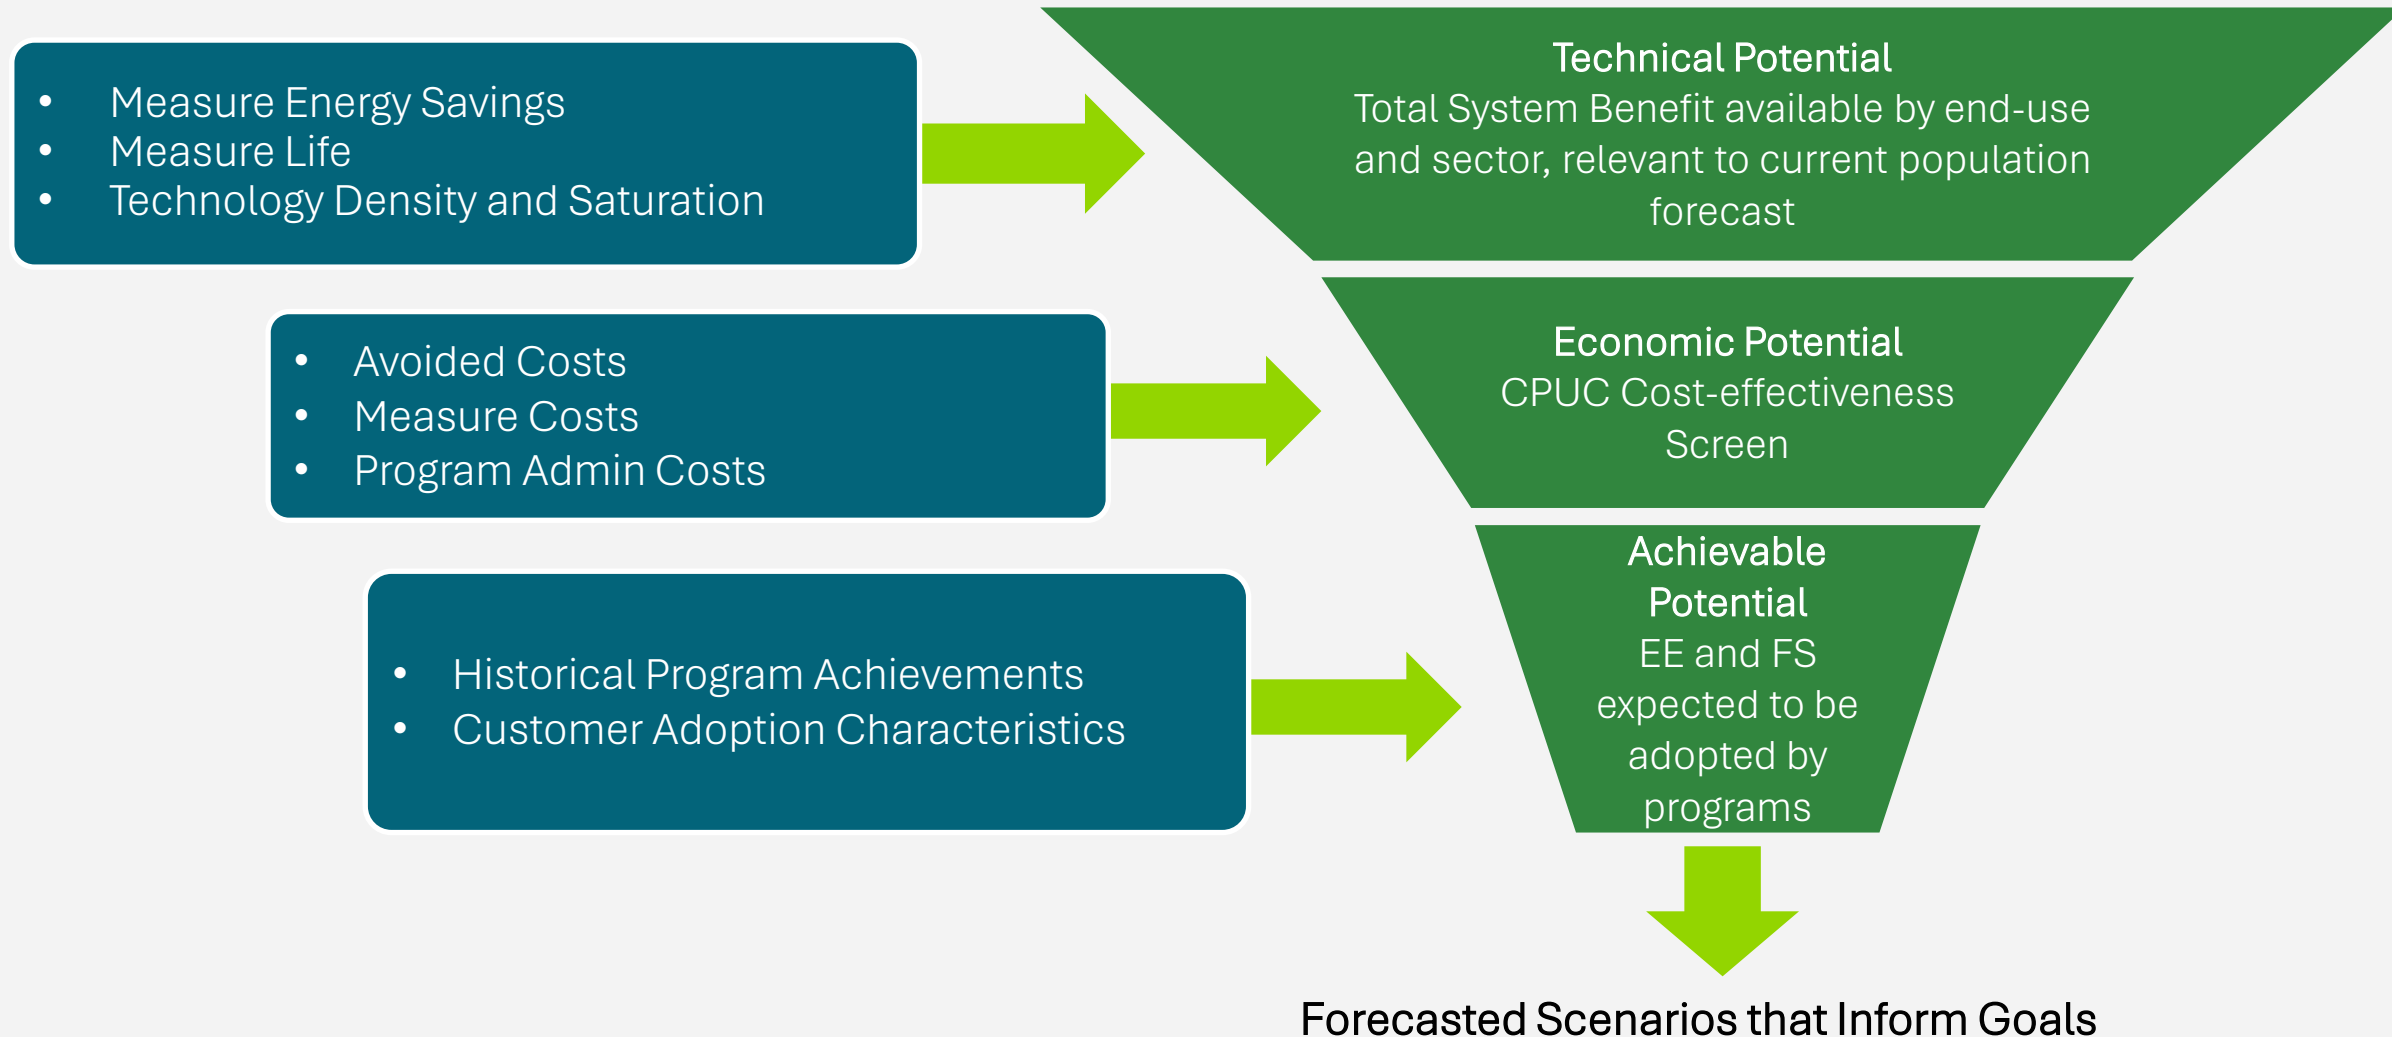 • Measure Energy Savings
• Measure Life
• Technology Density and Saturation
Technical Potential
Total System Benefit available by end-use
and sector, relevant to current population
forecast
• Avoided Costs
• Measure Costs
• Program Admin Costs
Economic Potential
CPUC Cost-effectiveness
Screen
• Historical Program Achievements
• Customer Adoption Characteristics
Achievable
Potential
EE and FS
expected to be
adopted by
programs
Forecasted Scenarios that Inform Goals